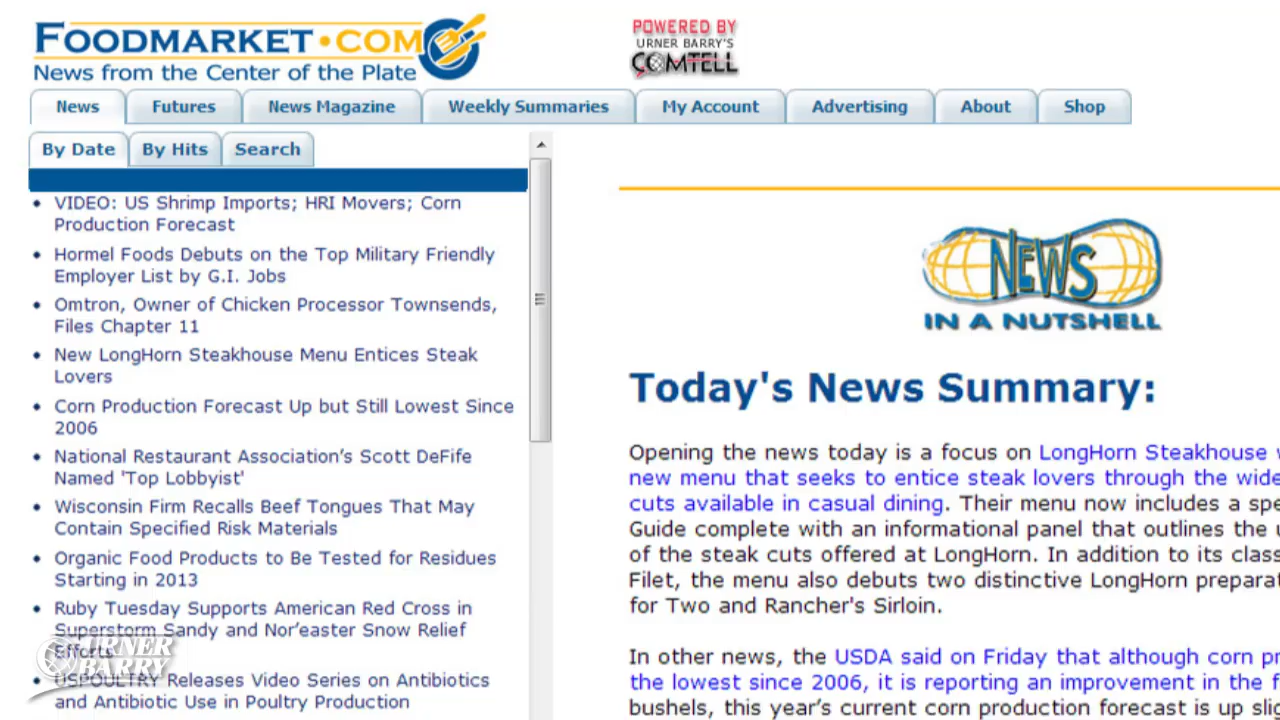 FOODMARKET•COM
News from the Center of the Plate
POWERED BY
URNER BARRY'S
COMTELL
News
Futures
News Magazine
Weekly Summaries
My Account
Advertising
About
Shop
By Date
By Hits
Search
• VIDEO: US Shrimp Imports; HRI Movers; Corn
Production Forecast
• Hormel Foods Debuts on the Top Military Friendly
Employer List by G.I. Jobs
• Omtron, Owner of Chicken Processor Townsends,
Files Chapter 11
• New LongHorn Steakhouse Menu Entices Steak
Lovers
• Corn Production Forecast Up but Still Lowest Since
2006
• National Restaurant Association’s Scott DeFife
Named 'Top Lobbyist'
• Wisconsin Firm Recalls Beef Tongues That May
Contain Specified Risk Materials
• Organic Food Products to Be Tested for Residues
Starting in 2013
• Ruby Tuesday Supports American Red Cross in
Superstorm Sandy and Nor’easter Snow Relief
Efforts
• USPOULTRY Releases Video Series on Antibiotics
and Antibiotic Use in Poultry Production
URNER
BARRY
NEWS
IN A NUTSHELL
Today's News Summary:
Opening the news today is a focus on LongHorn Steakhouse
new menu that seeks to entice steak lovers through the wide
cuts available in casual dining. Their menu now includes a spe
Guide complete with an informational panel that outlines the
of the steak cuts offered at LongHorn. In addition to its clas
Filet, the menu also debuts two distinctive LongHorn preparat
for Two and Rancher's Sirloin.
In other news, the USDA said on Friday that although corn pr
the lowest since 2006, it is reporting an improvement in the f
bushels, this year’s current corn production forecast is up slig